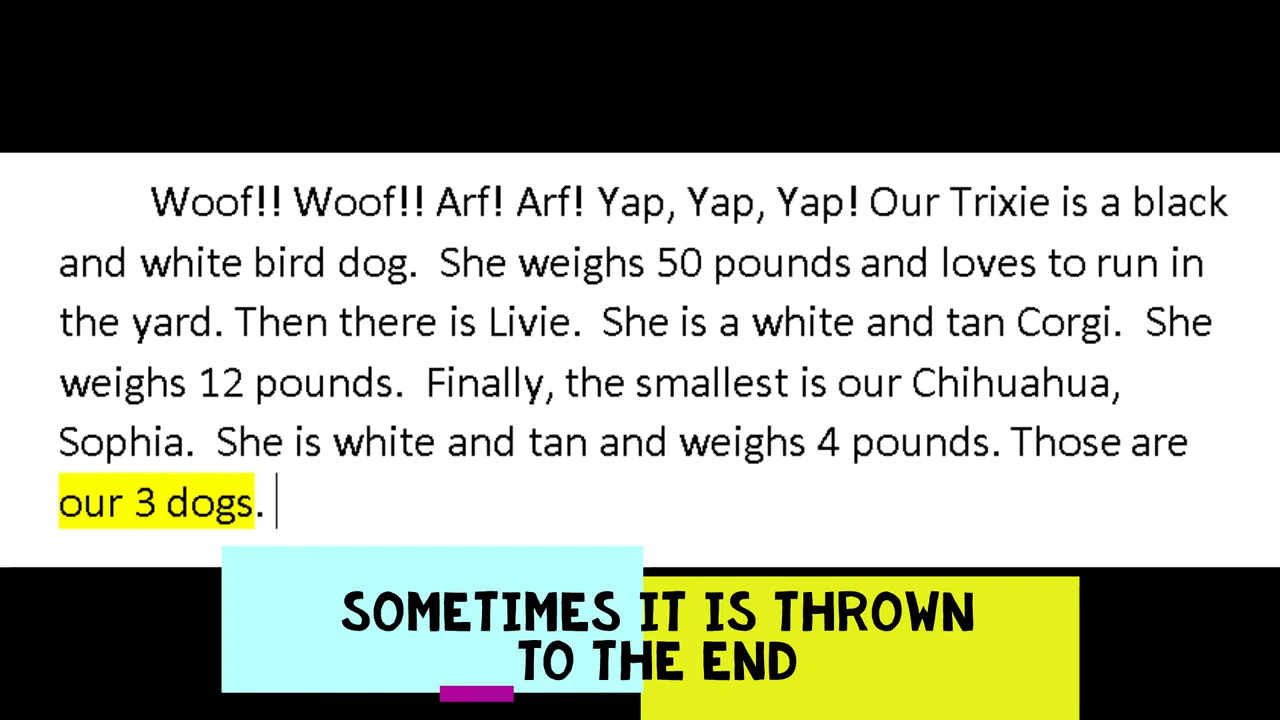 Woof!! Woof!! Arf! Arf! Yap, Yap, Yap! Our Trixie is a black
and white bird dog.  She weighs 50 pounds and loves to run in
the yard. Then there is Livie.  She is a white and tan Corgi.  She
weighs 12 pounds.  Finally, the smallest is our Chihuahua,
Sophia.  She is white and tan and weighs 4 pounds. Those are
our 3 dogs.
SOMETIMES IT IS THROWN
TO THE END